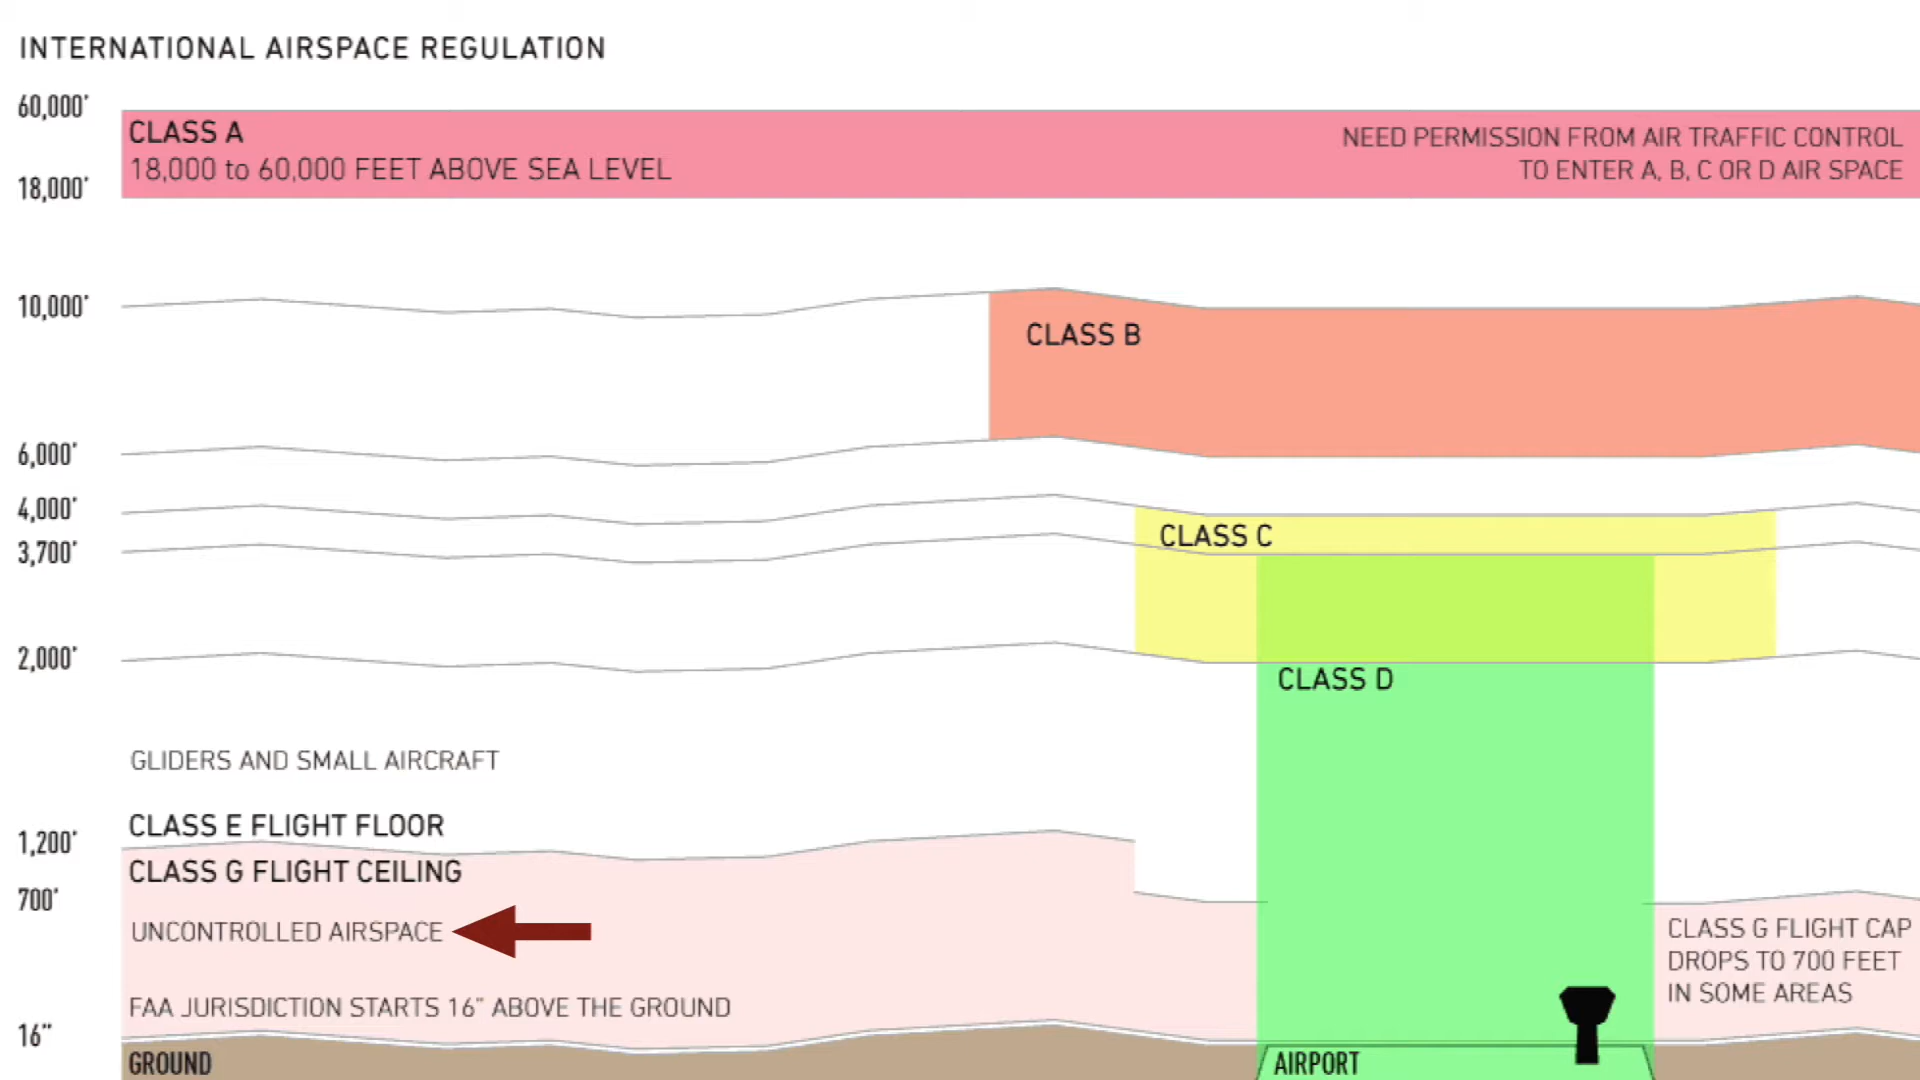 INTERNATIONAL AIRSPACE REGULATION
60,000'
CLASS A
18,000 to 60,000 FEET ABOVE SEA LEVEL
NEED PERMISSION FROM AIR TRAFFIC CONTROL
TO ENTER A, B, C OR D AIR SPACE
18,000'
10,000'
CLASS B
6,000'
4,000'
CLASS C
3,700'
2,000'
CLASS D
GLIDERS AND SMALL AIRCRAFT
CLASS E FLIGHT FLOOR
1,200'
CLASS G FLIGHT CEILING
700'
UNCONTROLLED AIRSPACE
CLASS G FLIGHT CAP
DROPS TO 700 FEET
IN SOME AREAS
FAA JURISDICTION STARTS 16" ABOVE THE GROUND
16"
GROUND
AIRPORT